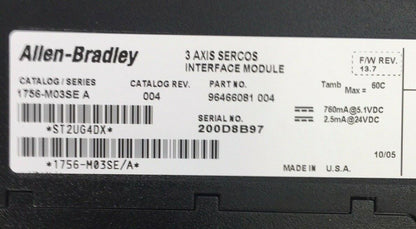 Allen-Bradley
3 AXIS SERCOS
INTERFACE MODULE
F/W REV.
13.7
CATALOG / SERIES
1756-M03SE A
CATALOG REV.
004
PART NO.
96466081 004
Tamb Max = 60C
760mA@5.1VDC
2.5mA@24VDC
*ST2UG4DX*
SERIAL NO.
200D8B97
*1756-M03SE/A*
10/05
MADE IN U.S.A.